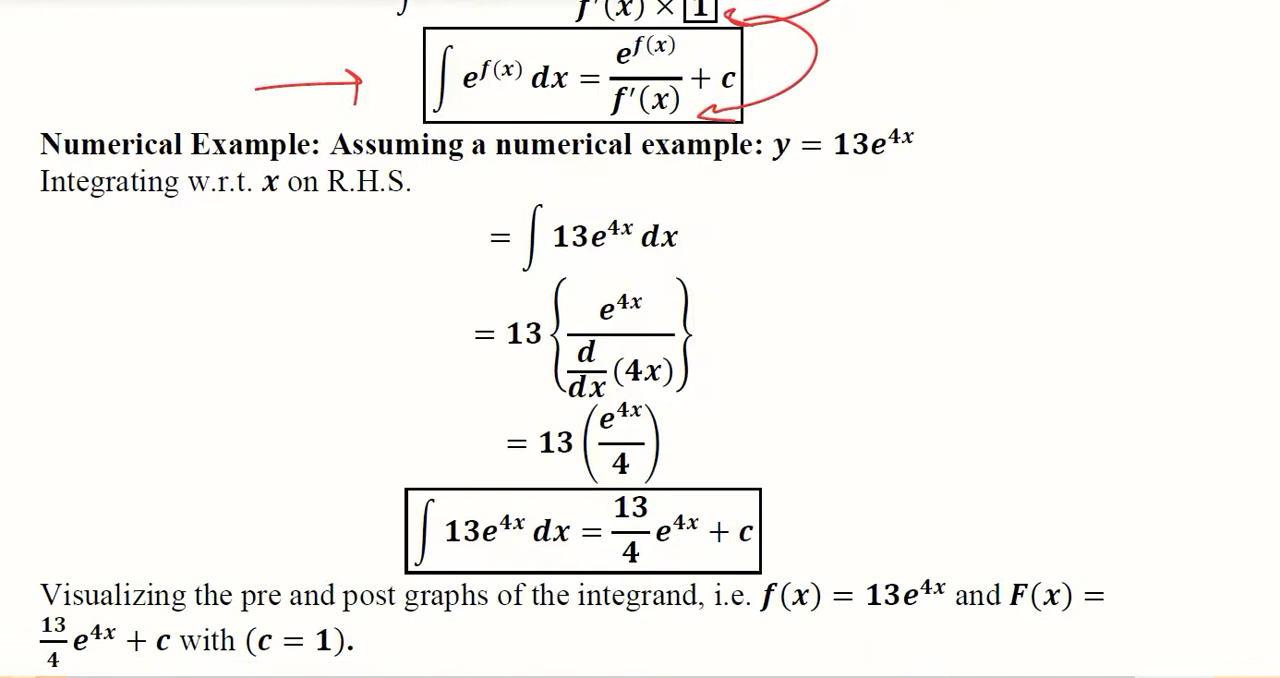 ∫ f′(x) × 1
∫ e^f(x) dx = e^f(x) / f′(x) + c
Numerical Example: Assuming a numerical example: y = 13e^4x
Integrating w.r.t. x on R.H.S.
= ∫ 13e^4x dx
= 13 { e^4x / d/dx (4x) }
= 13 ( e^4x / 4 )
∫ 13e^4x dx = 13/4 e^4x + c
Visualizing the pre and post graphs of the integrand, i.e. f(x) = 13e^4x and F(x) =
13/4 e^4x + c with (c = 1).